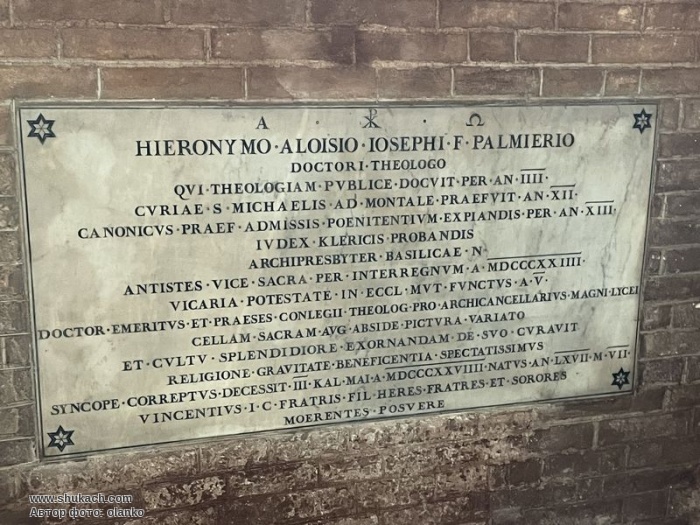 Α · ☧ · Ω
HIERONYMO·ALOISIO·IOSEPHI·F·PALMIERIO
DOCTORI·THEOLOGO
QVI·THEOLOGIAM·PVBLICE·DOCVIT·PER·AN·IIII·
CVRIAE·S·MICHAELIS·AD·MONTALE·PRAEFVIT·AN·XII·
CANONICVS·PRAEF·ADMISSIS·POENITENTIVM·EXPIANDIS·PER·AN·XIII·
IVDEX·KLERICIS·PROBANDIS
ARCHIPRESBYTER·BASILICAE·N·
ANTISTES·VICE·SACRA·PER·INTERREGNVM·A·MDCCCXXIIII·
VICARIA·POTESTATE·IN·ECCL·MVT·FVNCTVS·A·V·
DOCTOR·EMERITVS·ET·PRAESES·CONLEGII·THEOLOG·PRO·ARCHICANCELLARIVS·MAGNI·LYCEI
CELLAM·SACRAM·AVG·ABSIDE·PICTVRA·VARIATO
ET·CVLTV·SPLENDIDIORE·EXORNANDAM·DE·SVO·CVRAVIT
RELIGIONE·GRAVITATE·BENEFICENTIA·SPECTATISSIMVS
SYNCOPE·CORREPTVS·DECESSIT·III·KAL·MAI·A·MDCCCXXVIIII·NATVS·AN·LXVII·M·VII·
VINCENTIVS·I·C·FRATRIS·FIL·HERES·FRATRES·ET·SORORES
MOERENTES·POSVERE
www.shukach.com
Автор фото: olanko